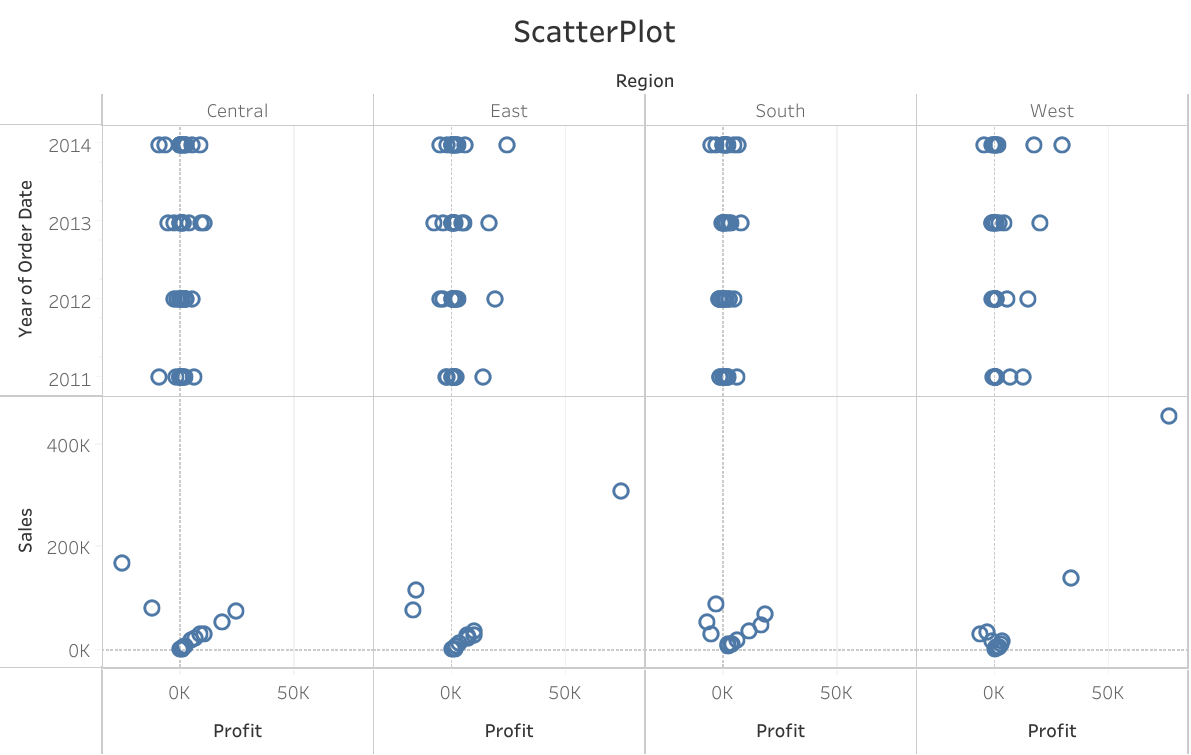 ScatterPlot
Region
Central East South West
Year of Order Date
2014
2013
2012
2011
Sales
400K
200K
0K
0K 50K 0K 50K 0K 50K 0K 50K
Profit Profit Profit Profit